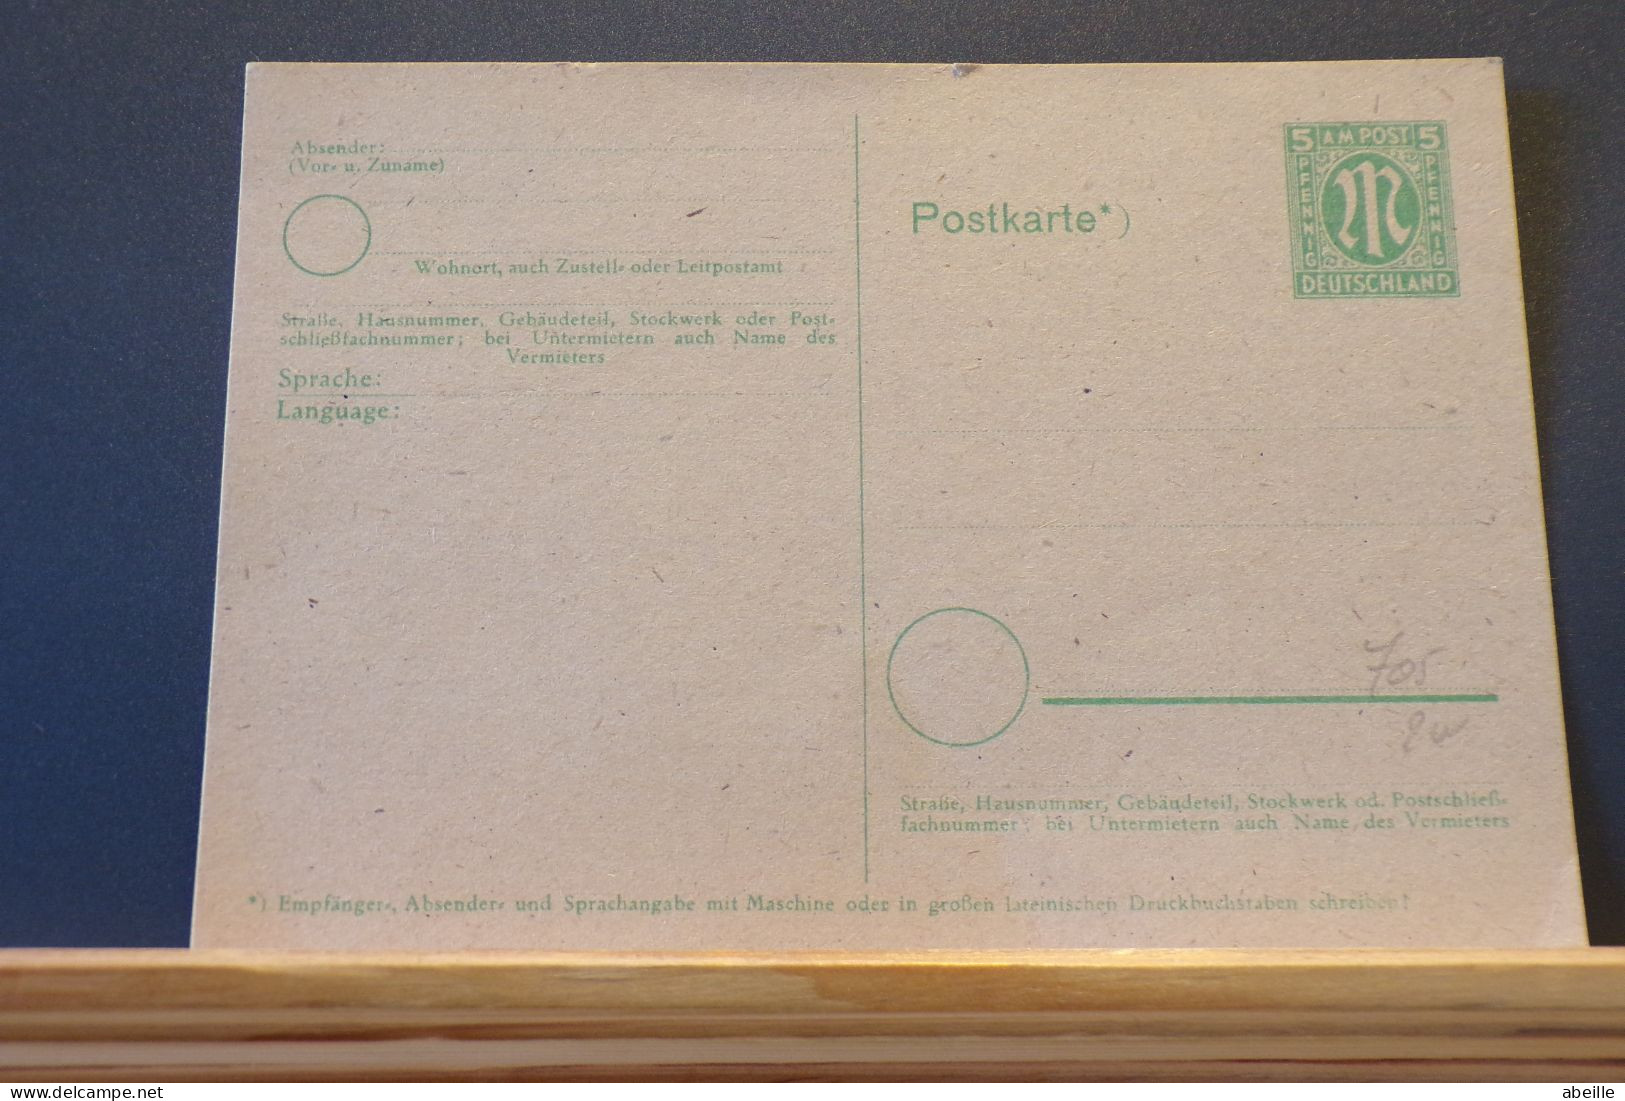 Absender:
(Vor- u. Zuname)
Wohnort, auch Zustell- oder Leitpostamt
Straße, Hausnummer, Gebäudeteil, Stockwerk oder Post-
schließfachnummer; bei Untermietern auch Name des
Vermieters
Sprache:
Language:
Postkarte*)
5 AM POST 5
PFENNIG
PFENNIG
DEUTSCHLAND
705
Straße, Hausnummer, Gebäudeteil, Stockwerk od. Postschließ-
fachnummer; bei Untermietern auch Name des Vermieters
*) Empfänger-, Absender- und Sprachangabe mit Maschine oder in großen lateinischen Druckbuchstaben schreiben!
delcampe.net
abeille